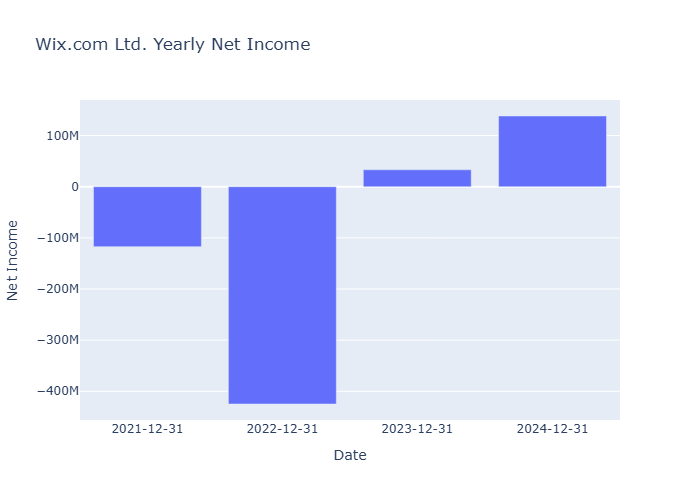 Wix.com Ltd. Yearly Net Income
100M
0
−100M
−200M
−300M
−400M
Net Income
2021-12-31
2022-12-31
2023-12-31
2024-12-31
Date